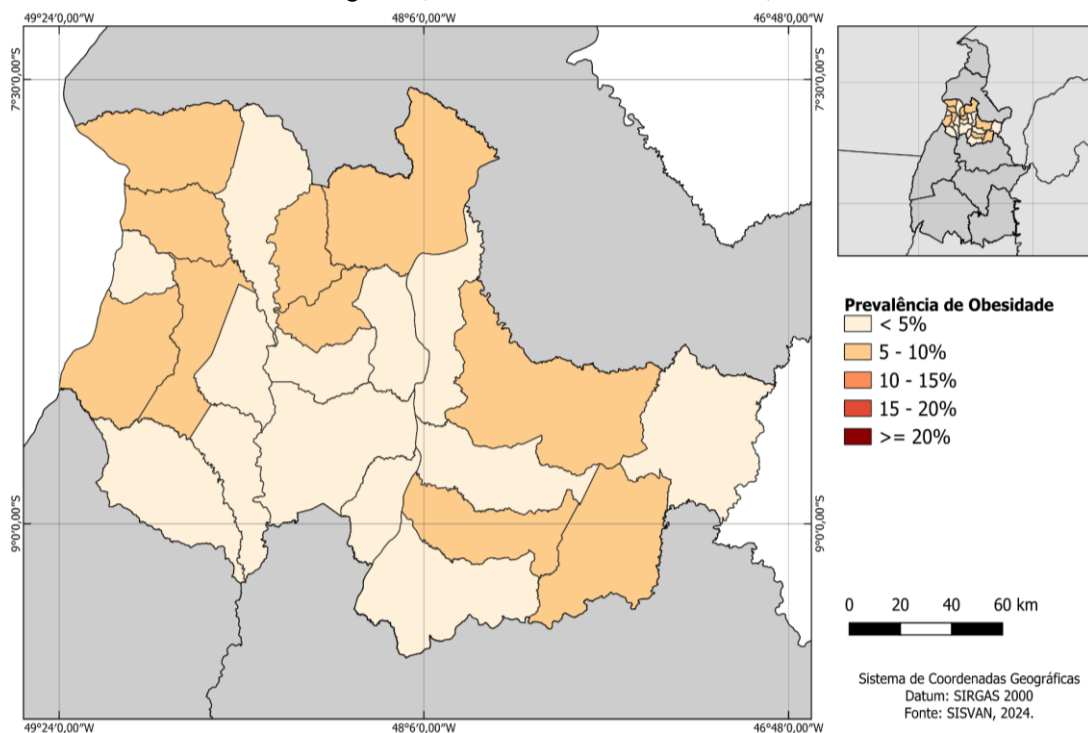 49°24'0,00"W 48°6'0,00"W 46°48'0,00"W
7°30'0,00"S
7°30'0,00"S
9°0'0,00"S
9°0'0,00"S
49°24'0,00"W 48°6'0,00"W 46°48'0,00"W
Prevalência de Obesidade
< 5%
5 - 10%
10 - 15%
15 - 20%
>= 20%
0 20 40 60 km
Sistema de Coordenadas Geográficas
Datum: SIRGAS 2000
Fonte: SISVAN, 2024.